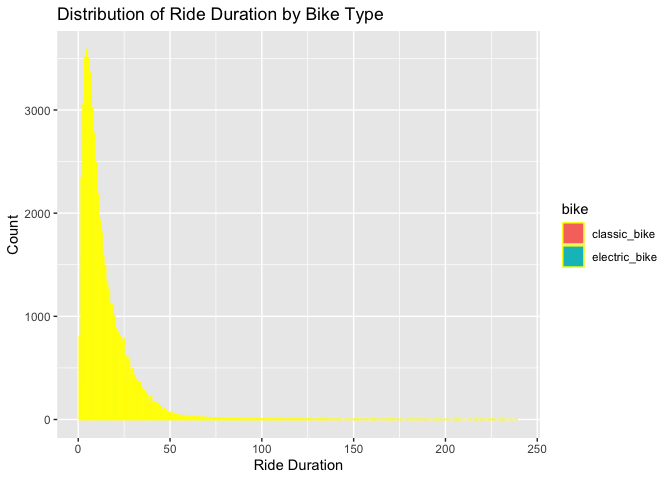 Distribution of Ride Duration by Bike Type
3000
2000
1000
0
Count
0 50 100 150 200 250
Ride Duration
bike
classic_bike
electric_bike